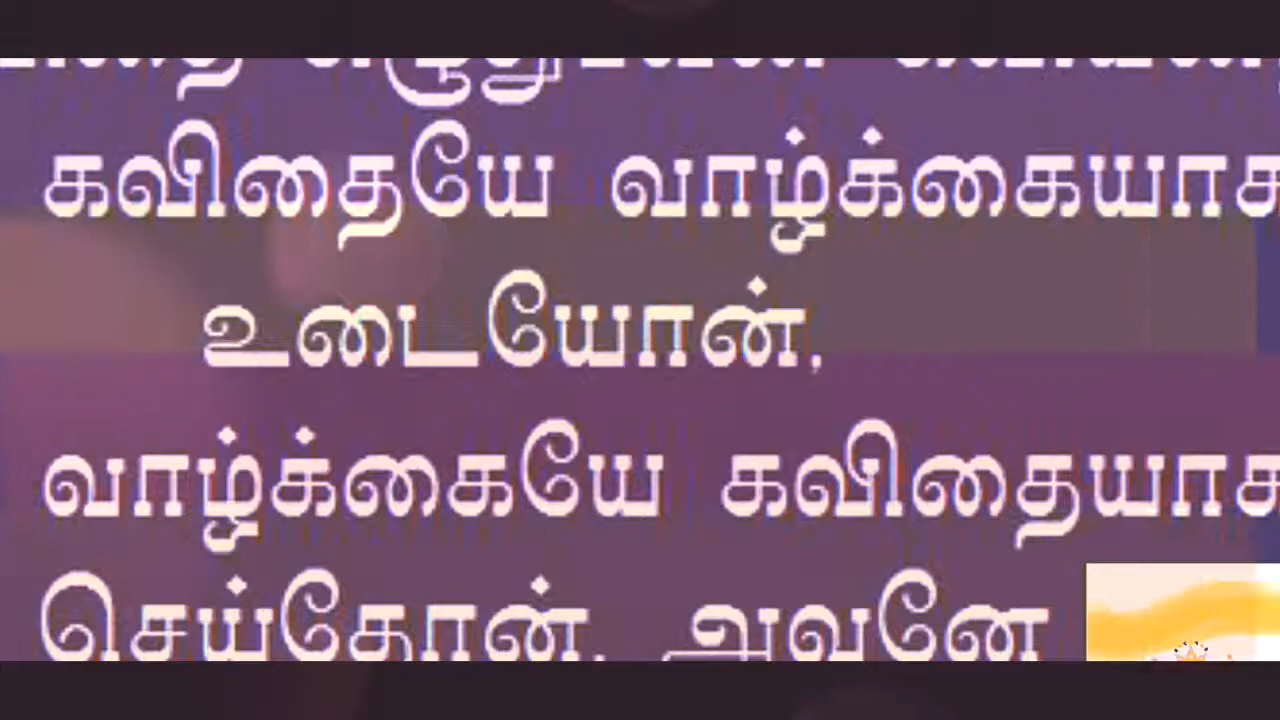 கவிதையே வாழ்க்கையாக
உடையோன்,
வாழ்க்கையே கவிதையாக
செய்தோன், அவனே